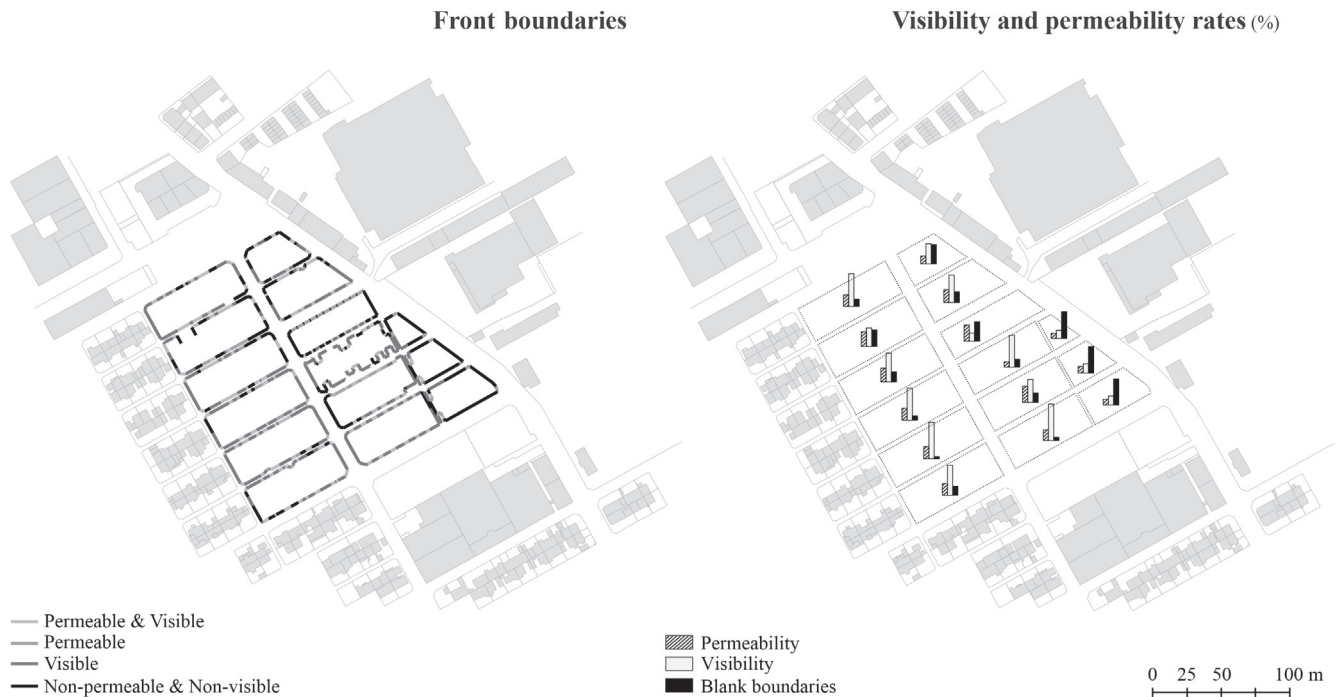 Front boundaries
Visibility and permeability rates (%)
Permeable & Visible
Permeable
Visible
Non-permeable & Non-visible
Permeability
Visibility
Blank boundaries
0 25 50 100 m